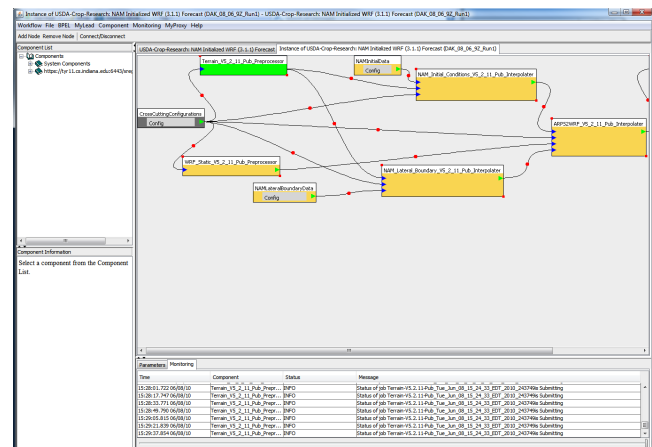 Instance of USDA-Crop-Research: NAM Initialized WRF (3.1.1) Forecast (DAK_08_06_9Z_Run1) - USDA-Crop-Research: NAM Initialized WRF (3.1.1) Forecast (DAK_08_06_9Z_Run1)
Workflow File BPEL MyLead Component Monitoring MyProxy Help
Add Node Remove Node Connect/Disconnect
Component List
Components
System Components
https://tyr11.cs.indiana.edu:6443/xreg
USDA-Crop-Research: NAM Initialized WRF (3.1.1) Forecast
Instance of USDA-Crop-Research: NAM Initialized WRF (3.1.1) Forecast (DAK_08_06_9Z_Run1)
Terrain_V5_2_11_Pub_Preprocessor
NAMInitialData
Config
NAM_Initial_Conditions_V5_2_11_Pub_Interpolator
CrossCuttingConfigurations
Config
ARPS2WRF_V5_2_11_Pub_Interpolator
WRF_Static_V5_2_11_Pub_Preprocessor
NAM_Lateral_Boundary_V5_2_11_Pub_Interpolator
NAMLateralBoundaryData
Config
Component Information
Select a component from the Component
List.
Parameters Monitoring
Time Component Status Message
15:28:01.722 06/08/10 Terrain_V5_2_11_Pub_Prepr... INFO Status of job Terrain-V5.2.11-Pub_Tue_Jun_08_15_24_33_EDT_2010_243749is Submitting
15:28:17.747 06/08/10 Terrain_V5_2_11_Pub_Prepr... INFO Status of job Terrain-V5.2.11-Pub_Tue_Jun_08_15_24_33_EDT_2010_243749is Submitting
15:28:33.771 06/08/10 Terrain_V5_2_11_Pub_Prepr... INFO Status of job Terrain-V5.2.11-Pub_Tue_Jun_08_15_24_33_EDT_2010_243749is Submitting
15:28:49.790 06/08/10 Terrain_V5_2_11_Pub_Prepr... INFO Status of job Terrain-V5.2.11-Pub_Tue_Jun_08_15_24_33_EDT_2010_243749is Submitting
15:29:05.815 06/08/10 Terrain_V5_2_11_Pub_Prepr... INFO Status of job Terrain-V5.2.11-Pub_Tue_Jun_08_15_24_33_EDT_2010_243749is Submitting
15:29:21.839 06/08/10 Terrain_V5_2_11_Pub_Prepr... INFO Status of job Terrain-V5.2.11-Pub_Tue_Jun_08_15_24_33_EDT_2010_243749is Submitting
15:29:37.854 06/08/10 Terrain_V5_2_11_Pub_Prepr... INFO Status of job Terrain-V5.2.11-Pub_Tue_Jun_08_15_24_33_EDT_2010_243749is Submitting